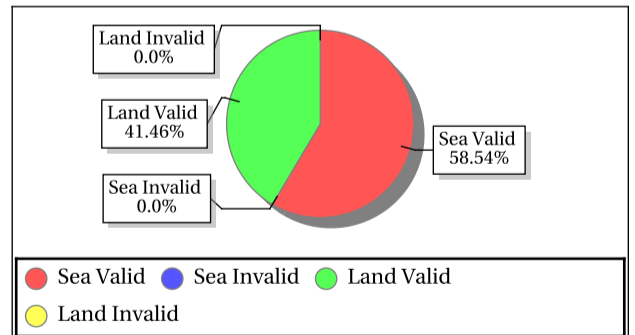 Land Invalid
0.0%
Land Valid
41.46%
Sea Valid
58.54%
Sea Invalid
0.0%
Sea Valid Sea Invalid Land Valid
Land Invalid